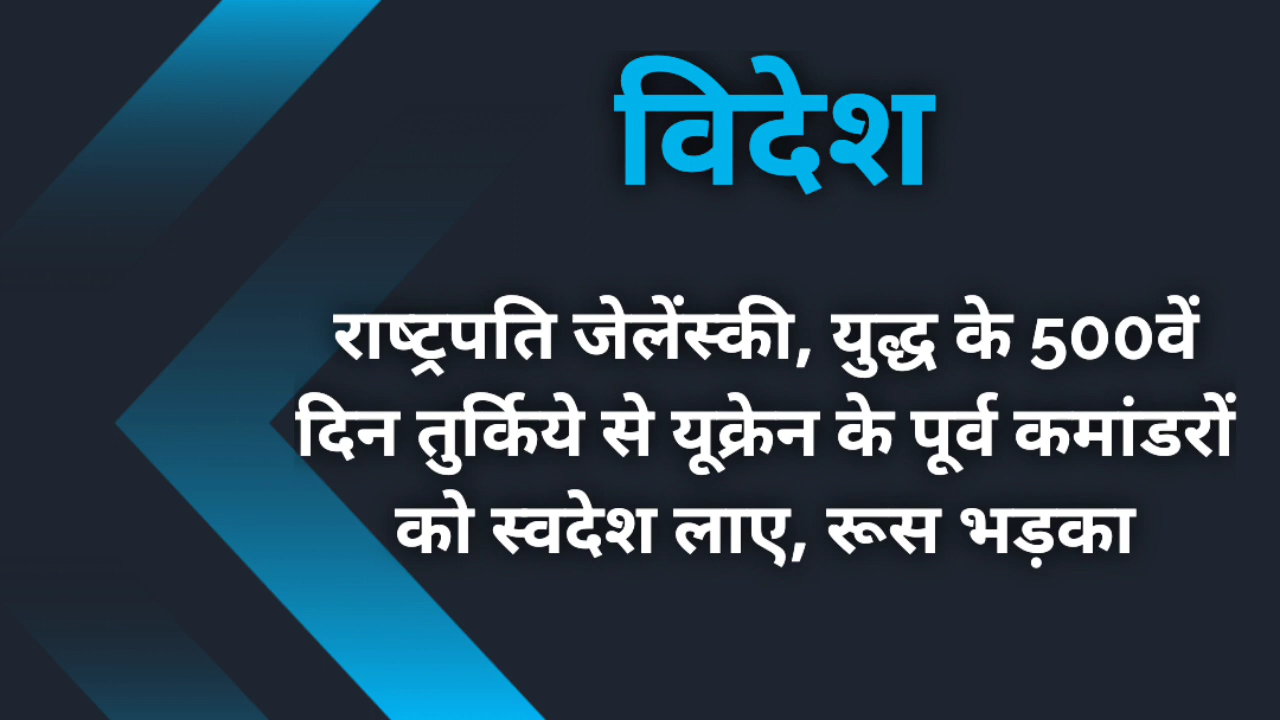 विदेश
राष्ट्रपति जेलेंस्की, युद्ध के 500वें
दिन तुर्किये से यूक्रेन के पूर्व कमांडरों
को स्वदेश लाए, रूस भड़का